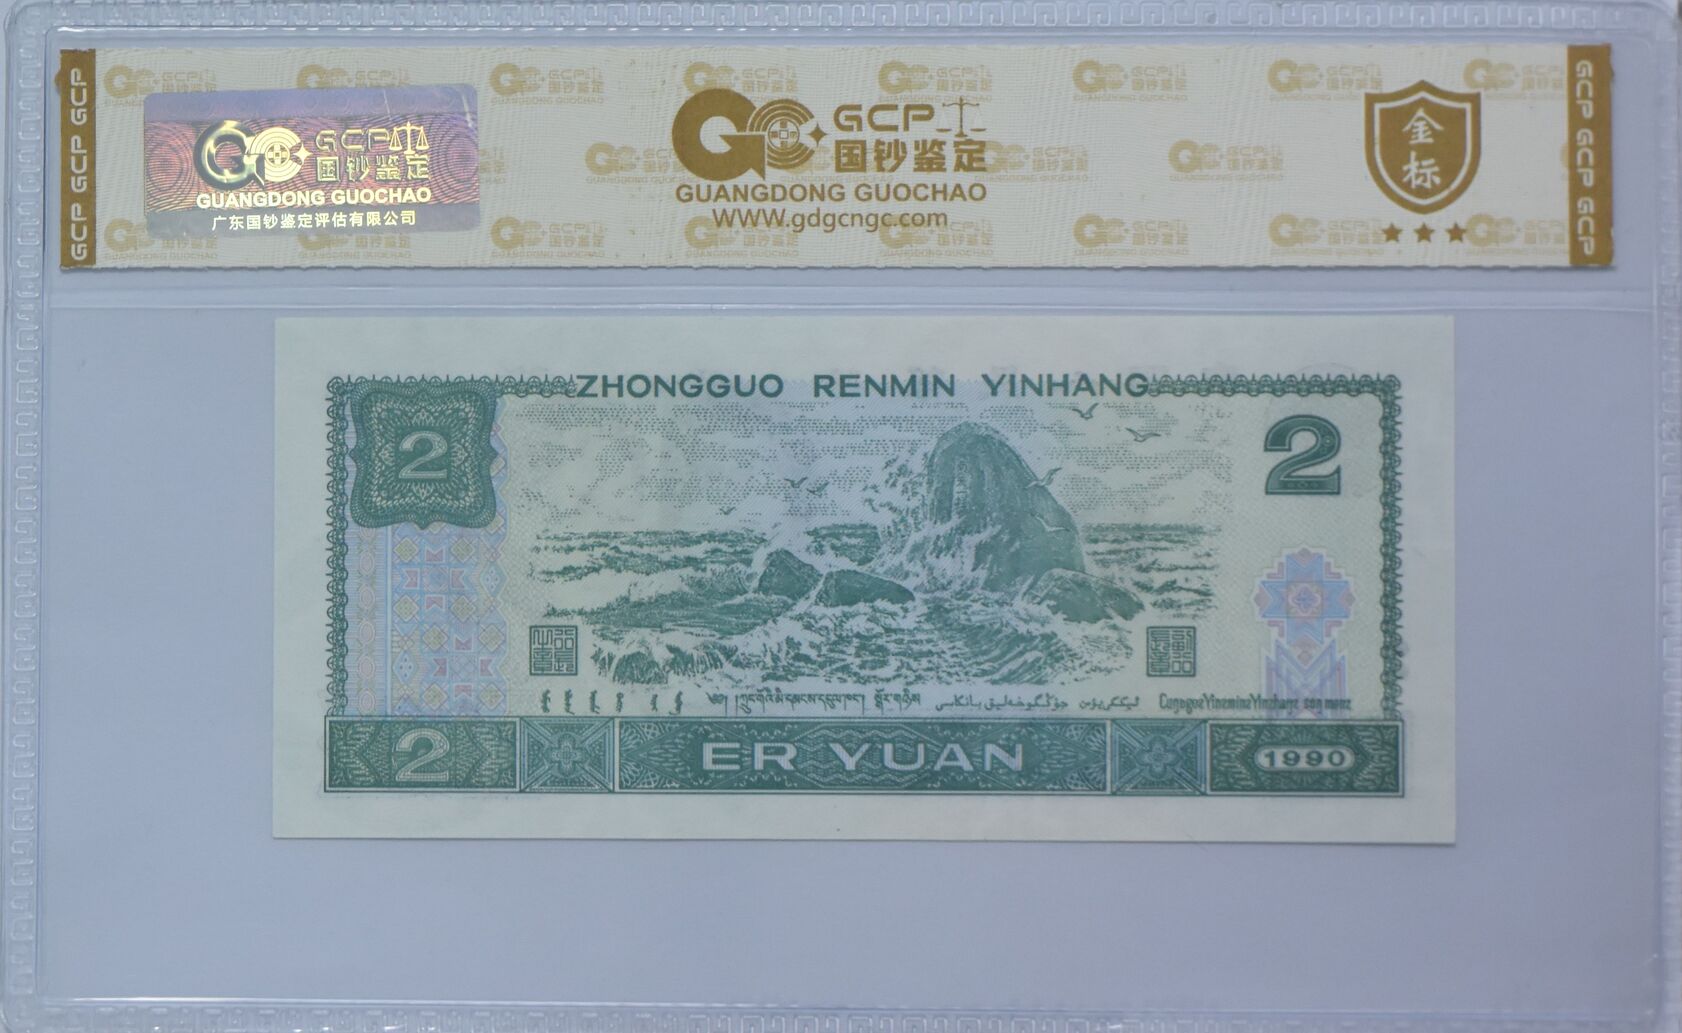 GCP GCP GCP
GCP 国钞鉴定
GUANGDONG GUOCHAO
广东国钞鉴定评估有限公司
GCP
国钞鉴定
GUANGDONG GUOCHAO
WWW.gdgcngc.com
金
标
GCP GCP GCP
ZHONGGUO RENMIN YINHANG
2
2
2
ER YUAN
1990